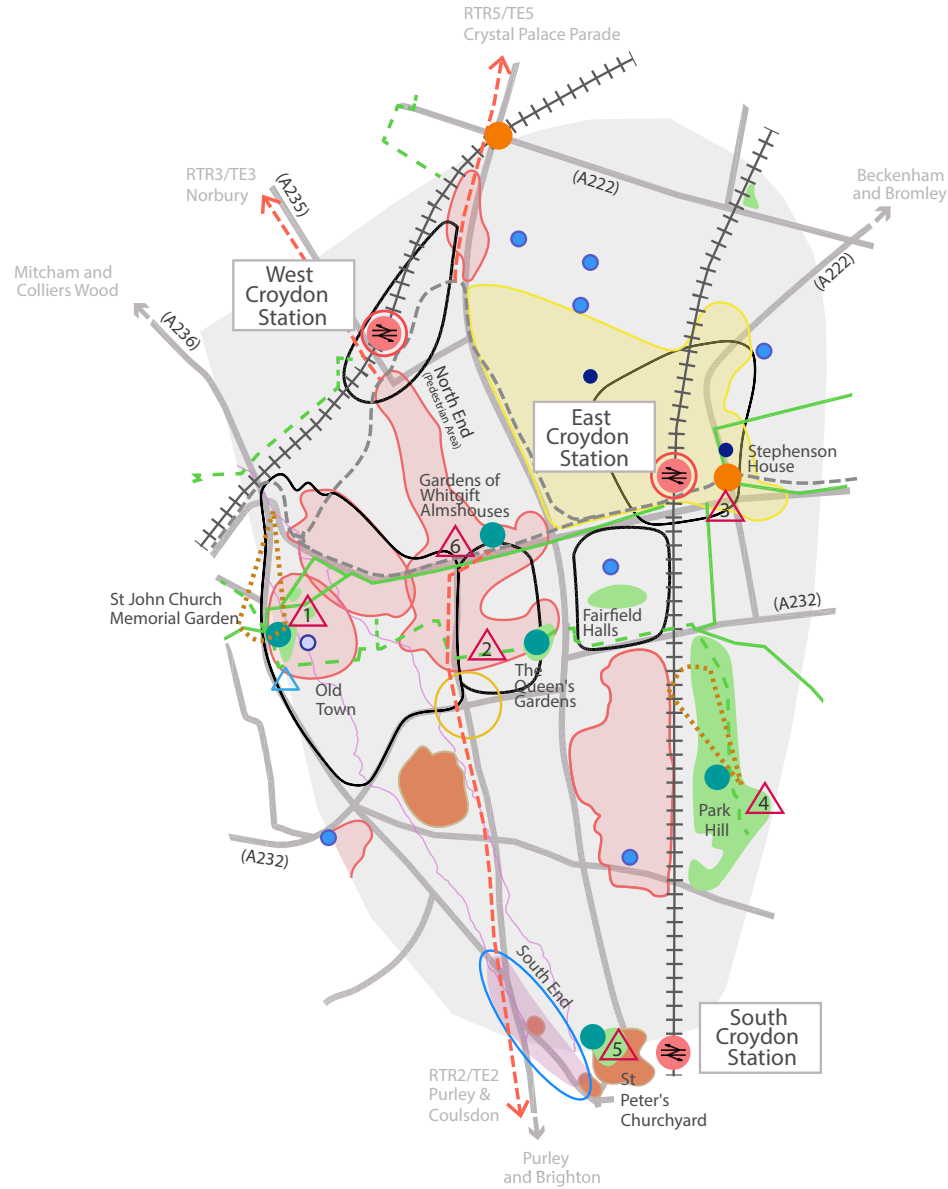 RTR5/TE5
Crystal Palace Parade
(A222)
RTR3/TE3
Norbury
(A235)
Beckenham
and Bromley
(A222)
Mitcham and
Colliers Wood
(A236)
West
Croydon
Station
North End
(Pedestrian Area)
East
Croydon
Station
Stephenson
House
3
Gardens of
Whitgift
Almshouses
6
St John Church
Memorial Garden
1
Fairfield
Halls
(A232)
2
The
Queen's
Gardens
Old
Town
4
Park
Hill
(A232)
South End
South
Croydon
Station
5
St
Peter's
Churchyard
RTR2/TE2
Purley &
Coulsdon
Purley
and Brighton